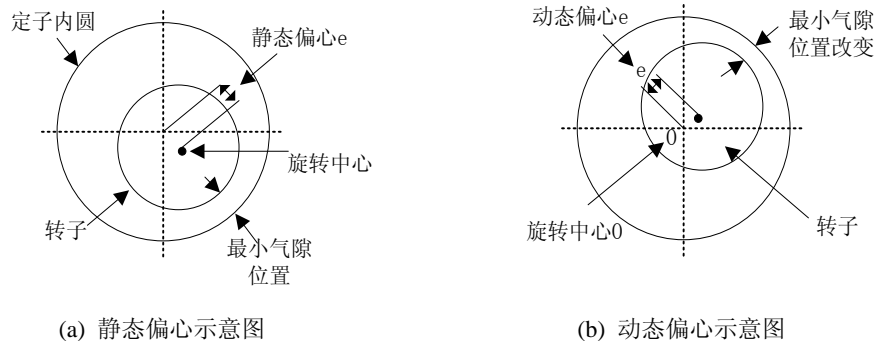 定子内圆
静态偏心e
旋转中心
转子
最小气隙
位置
(a) 静态偏心示意图
动态偏心e
最小气隙
位置改变
e
0
旋转中心0
转子
(b) 动态偏心示意图